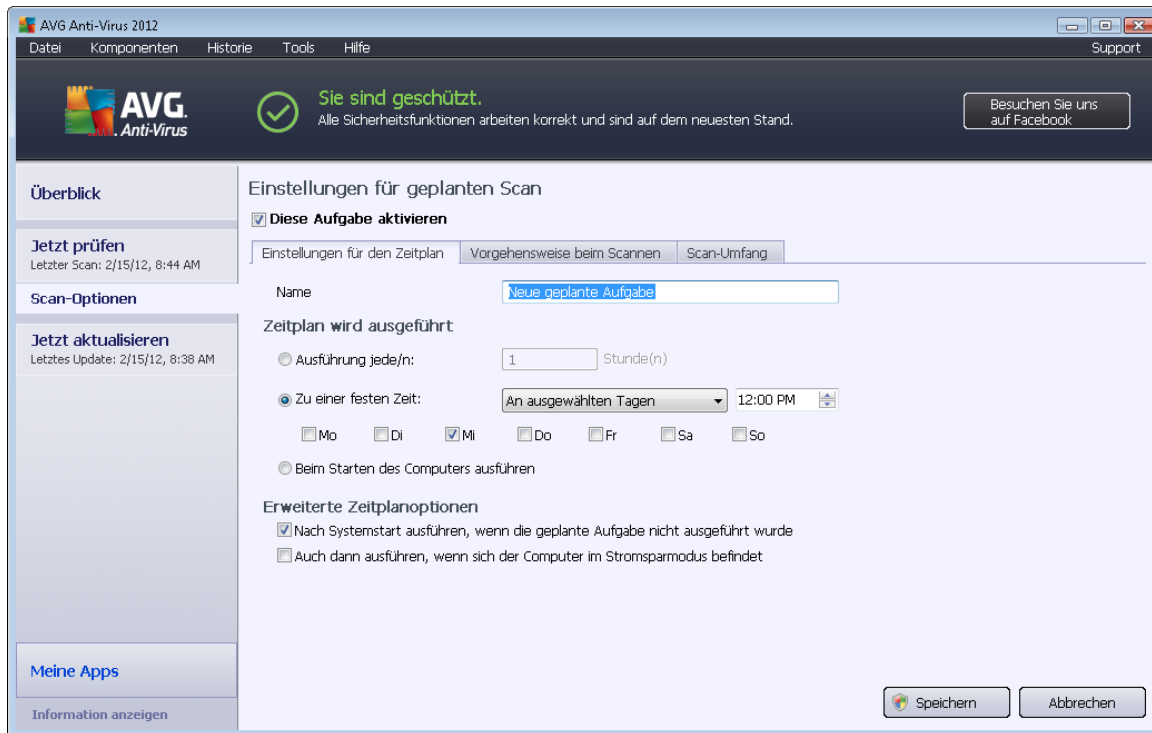 AVG Anti-Virus 2012
Datei Komponenten Historie Tools Hilfe Support
AVG.
Anti-Virus
Sie sind geschützt.
Alle Sicherheitsfunktionen arbeiten korrekt und sind auf dem neuesten Stand.
Besuchen Sie uns
auf Facebook
Überblick
Jetzt prüfen
Letzter Scan: 2/15/12, 8:44 AM
Scan-Optionen
Jetzt aktualisieren
Letztes Update: 2/15/12, 8:38 AM
Meine Apps
Information anzeigen
Einstellungen für geplanten Scan
Diese Aufgabe aktivieren
Einstellungen für den Zeitplan Vorgehensweise beim Scannen Scan-Umfang
Name Neue geplante Aufgabe
Zeitplan wird ausgeführt
Ausführung jede/n: 1 Stunde(n)
Zu einer festen Zeit: An ausgewählten Tagen 12:00 PM
Mo Di Mi Do Fr Sa So
Beim Starten des Computers ausführen
Erweiterte Zeitplanoptionen
Nach Systemstart ausführen, wenn die geplante Aufgabe nicht ausgeführt wurde
Auch dann ausführen, wenn sich der Computer im Stromsparmodus befindet
Speichern Abbrechen